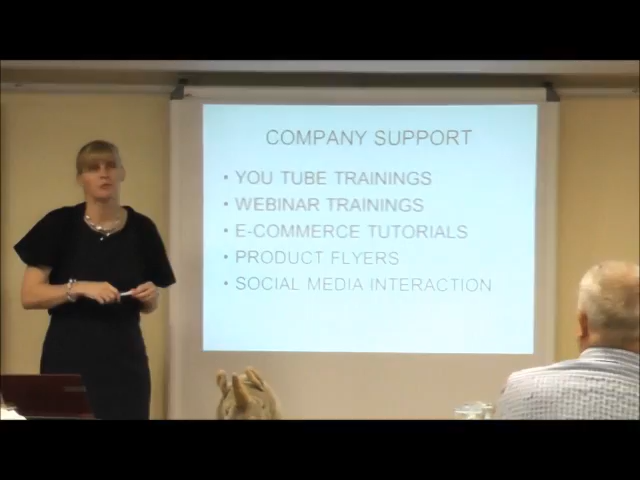 COMPANY SUPPORT
• YOU TUBE TRAININGS
• WEBINAR TRAININGS
• E-COMMERCE TUTORIALS
• PRODUCT FLYERS
• SOCIAL MEDIA INTERACTION